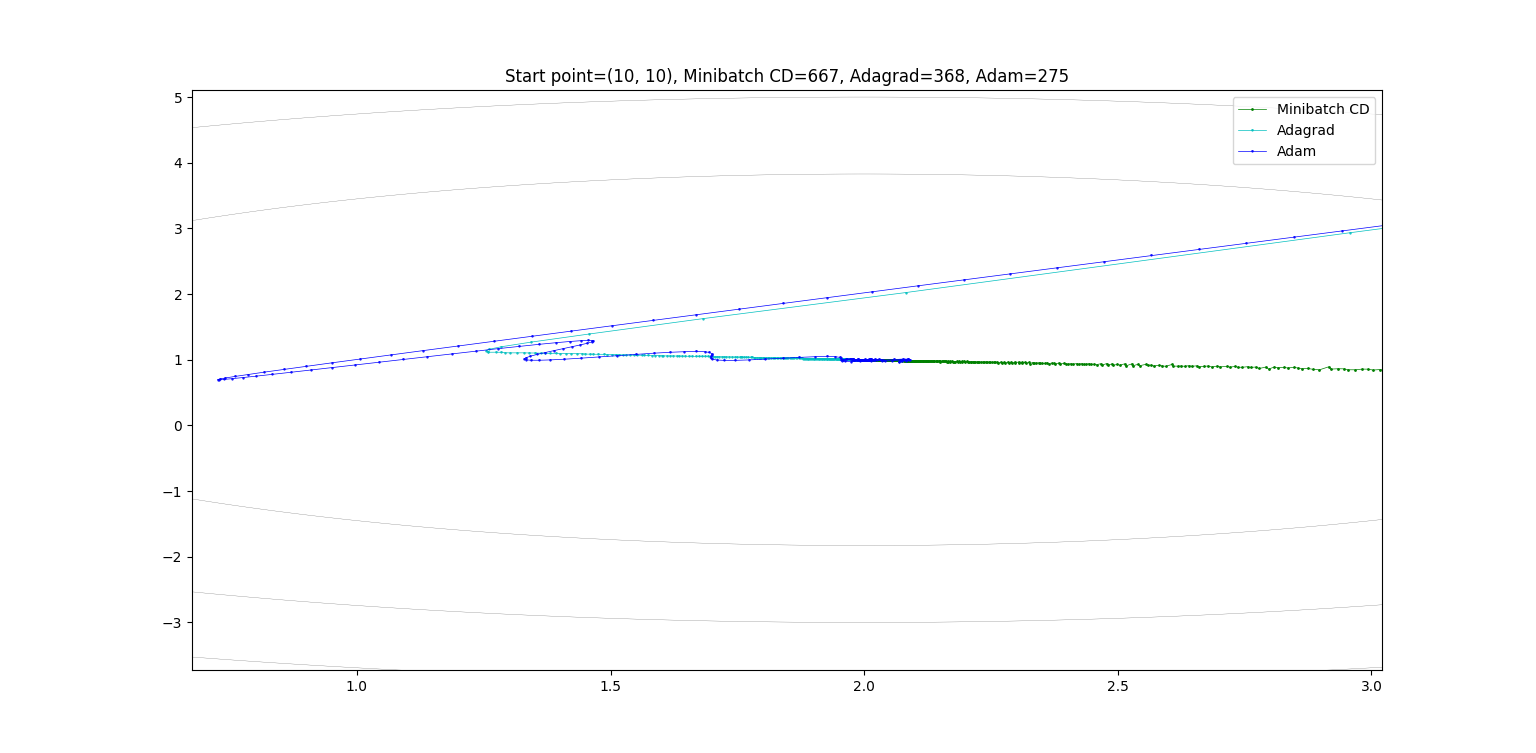 Start point=(10, 10), Minibatch CD=667, Adagrad=368, Adam=275
Minibatch CD
Adagrad
Adam
5
4
3
2
1
0
−1
−2
−3
1.0 1.5 2.0 2.5 3.0